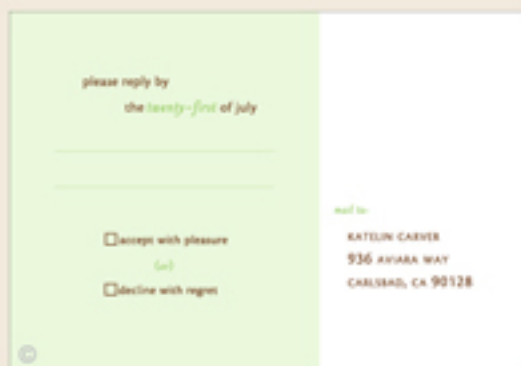 please reply by
the twenty-first of july
accept with pleasure
(or)
decline with regret
mail to:
KATELIN CARVER
936 AVIARA WAY
CARLSBAD, CA 90128
©